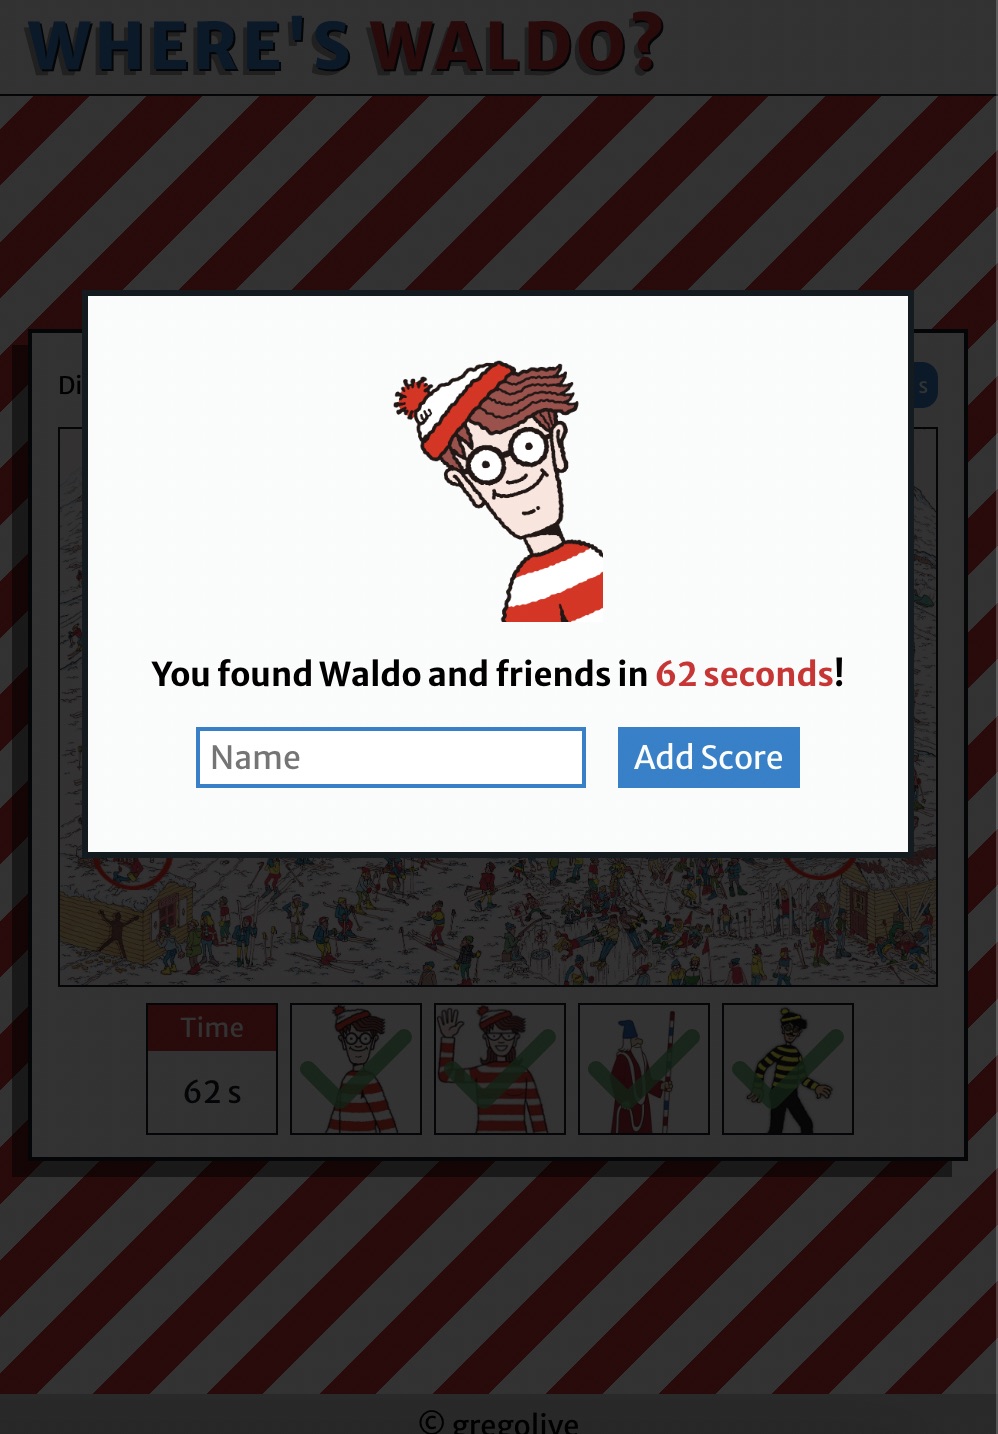 WHERE'S WALDO?
Di
s
You found Waldo and friends in 62 seconds!
Name
Add Score
Time
62 s
© gregolive